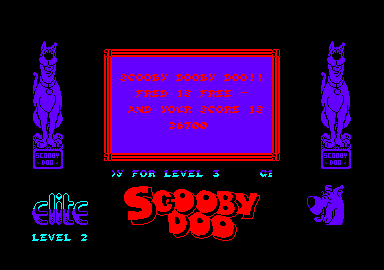 SCOOBY DOOBY DOO!!
FRED IS FREE -
AND YOUR SCORE IS
20700
SCOOBY
- DOO -
SCOOBY
- DOO -
FOR LEVEL 3
elite
SCOOBY
DOO
LEVEL 2